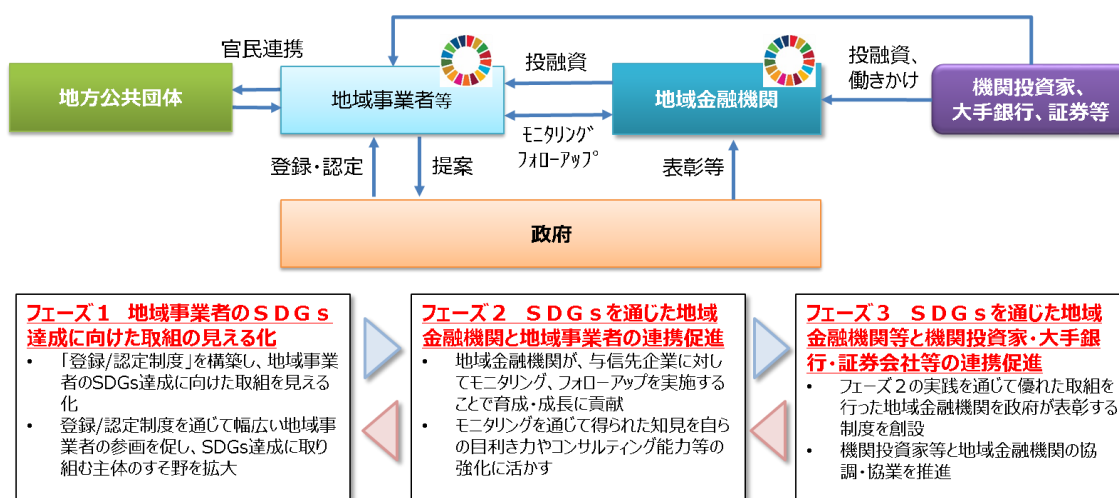 官民連携
地方公共団体
地域事業者等
投融資
地域金融機関
投融資、
働きかけ
機関投資家、
大手銀行、証券等
モニタリング
フォローアップ
登録・認定
提案
表彰等
政府
フェーズ１　地域事業者のＳＤＧｓ
達成に向けた取組の見える化
• 「登録/認定制度」を構築し、地域事業
者のSDGs達成に向けた取組を見える
化
• 登録/認定制度を通じて幅広い地域事
業者の参画を促し、SDGs達成に取り
組む主体のすそ野を拡大
フェーズ２　ＳＤＧｓを通じた地域
金融機関と地域事業者の連携促進
• 地域金融機関が、与信先企業に対し
てモニタリング、フォローアップを実施するこ
とで育成・成長に貢献
• モニタリングを通じて得られた知見を自ら
の目利き力やコンサルティング能力等の
強化に活かす
フェーズ３　ＳＤＧｓを通じた地域
金融機関等と機関投資家・大手銀
行・証券会社等の連携促進
• フェーズ２の実践を通じて優れた取組を
行った地域金融機関を政府が表彰する
制度を創設
• 機関投資家等と地域金融機関の協
調・協業を推進